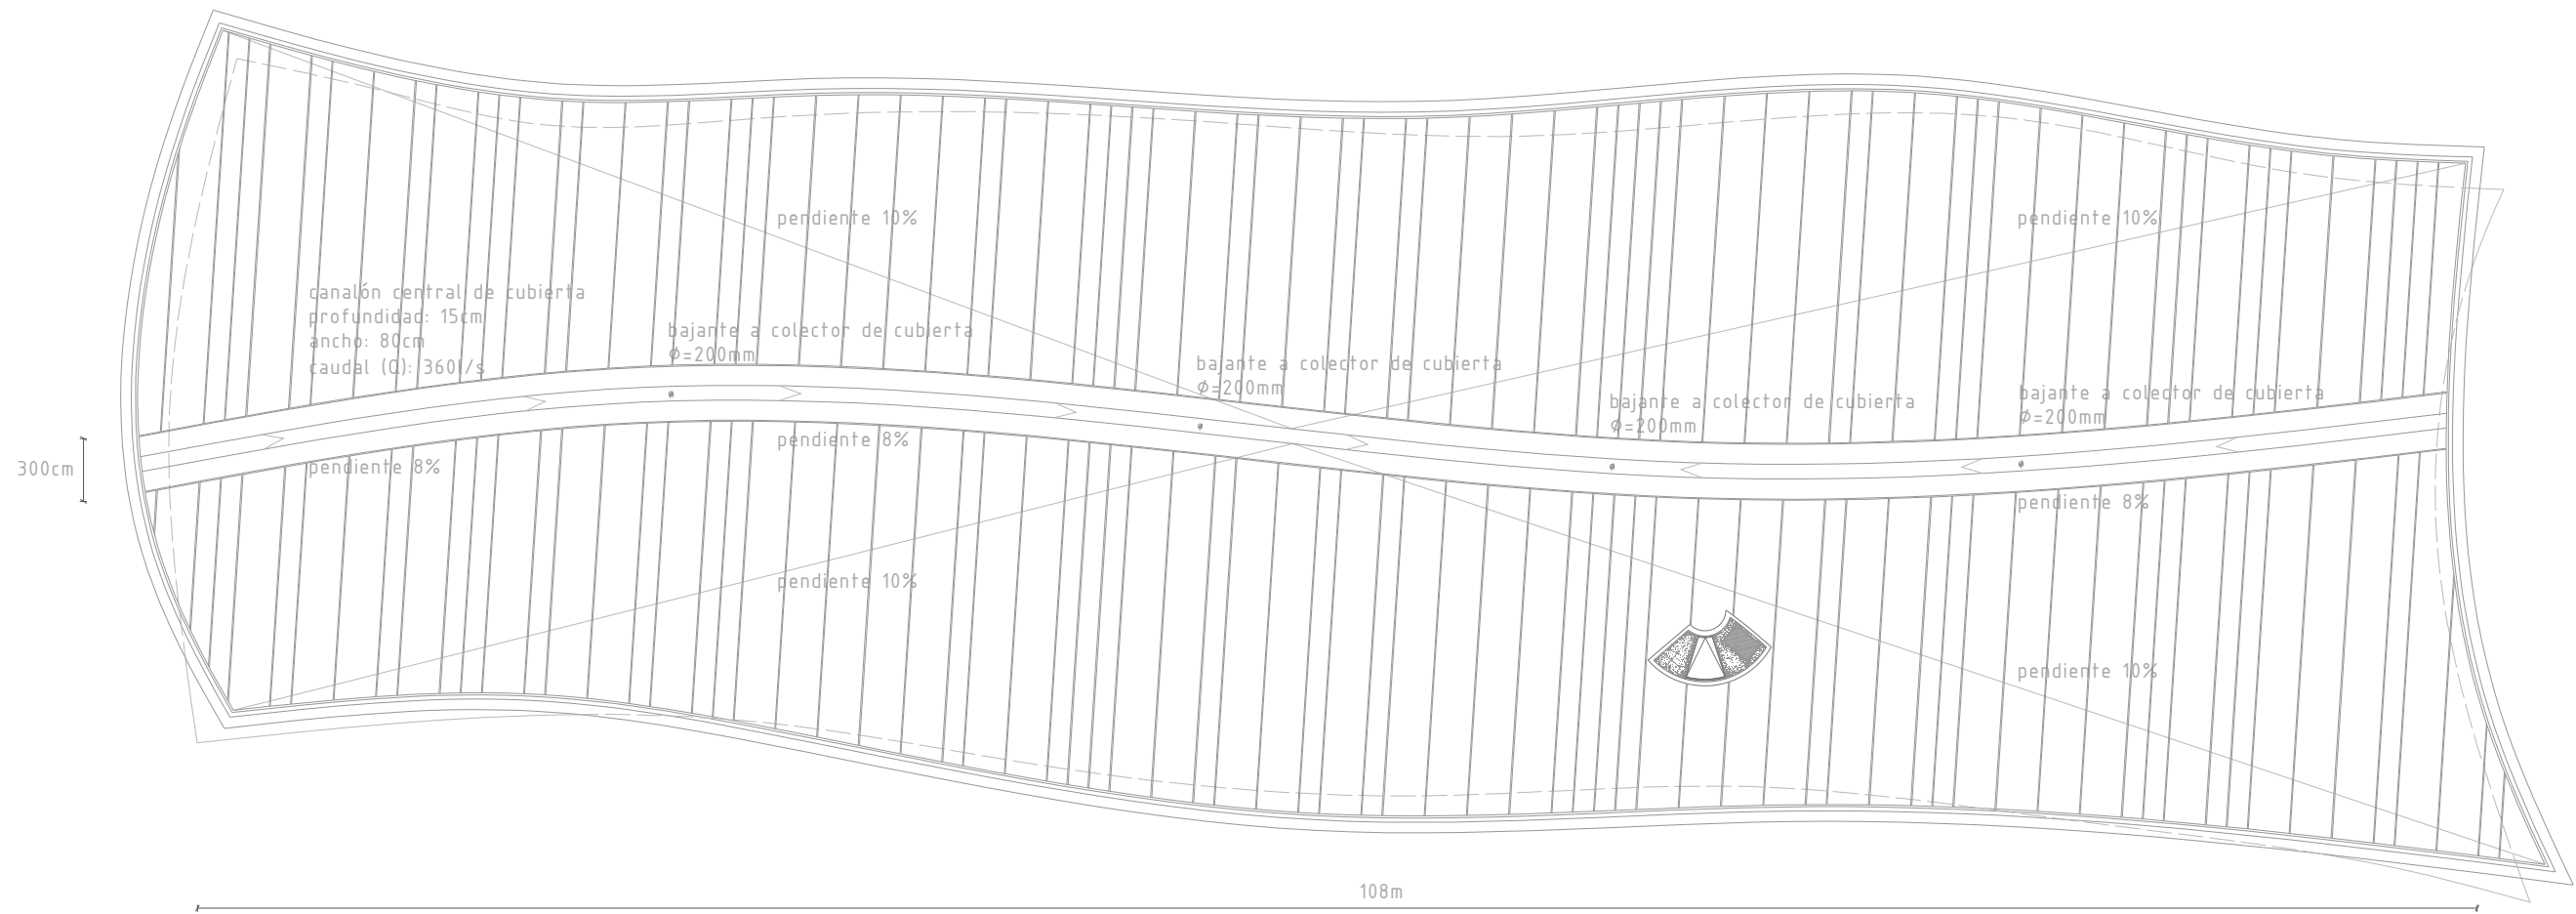 pendiente 10%
pendiente 10%
canalón central de cubierta
profundidad: 15cm
ancho: 80cm
caudal (Q): 360l/s
bajante a colector de cubierta
Ø=200mm
bajante a colector de cubierta
Ø=200mm
bajante a colector de cubierta
Ø=200mm
bajante a colector de cubierta
Ø=200mm
pendiente 8%
300cm
pendiente 8%
pendiente 8%
pendiente 10%
pendiente 10%
108m